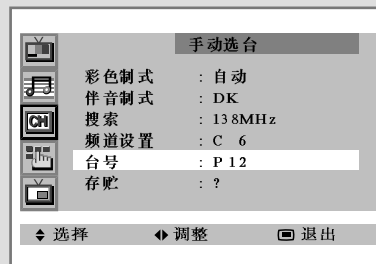 手动选台
彩色制式 : 自动
伴音制式 : DK
搜索 : 138MHz
频道设置 : C 6
台号 : P 12
存贮 : ?
CH
选择 调整 退出